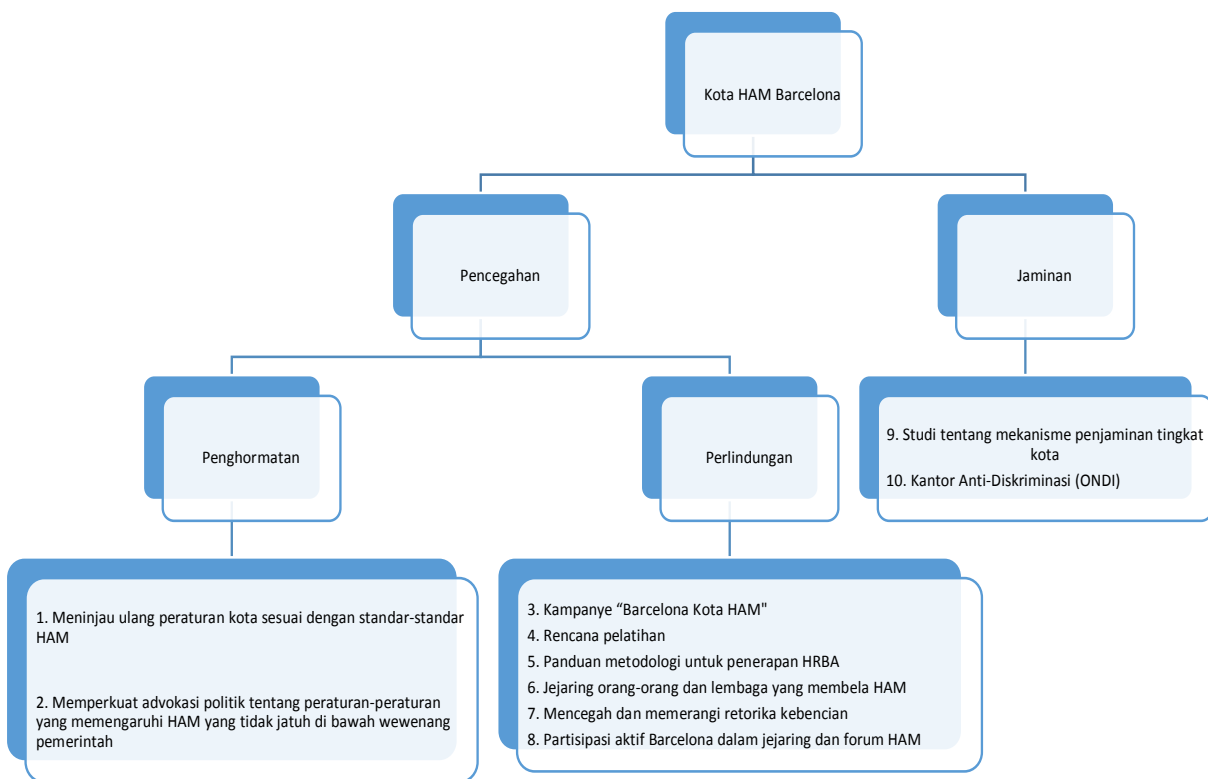 Kota HAM Barcelona
Pencegahan
Jaminan
Penghormatan
Perlindungan
9. Studi tentang mekanisme penjaminan tingkat
kota
10. Kantor Anti-Diskriminasi (ONDI)
1. Meninjau ulang peraturan kota sesuai dengan standar-standar
HAM
2. Memperkuat advokasi politik tentang peraturan-peraturan
yang memengaruhi HAM yang tidak jatuh di bawah wewenang
pemerintah
3. Kampanye “Barcelona Kota HAM"
4. Rencana pelatihan
5. Panduan metodologi untuk penerapan HRBA
6. Jejaring orang-orang dan lembaga yang membela HAM
7. Mencegah dan memerangi retorika kebencian
8. Partisipasi aktif Barcelona dalam jejaring dan forum HAM